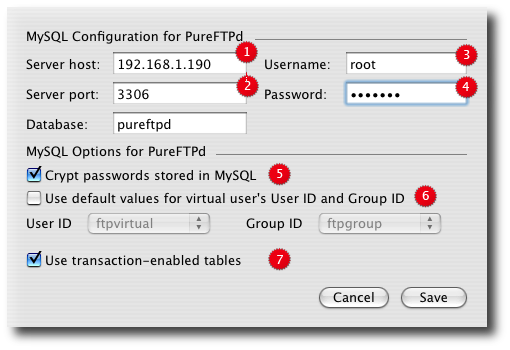 MySQL Configuration for PureFTPd
Server host: 192.168.1.190 1 Username: root 3
Server port: 3306 2 Password: ••••••• 4
Database: pureftpd
MySQL Options for PureFTPd
Crypt passwords stored in MySQL 5
Use default values for virtual user's User ID and Group ID 6
User ID ftpvirtual Group ID ftpgroup
Use transaction-enabled tables 7
Cancel Save